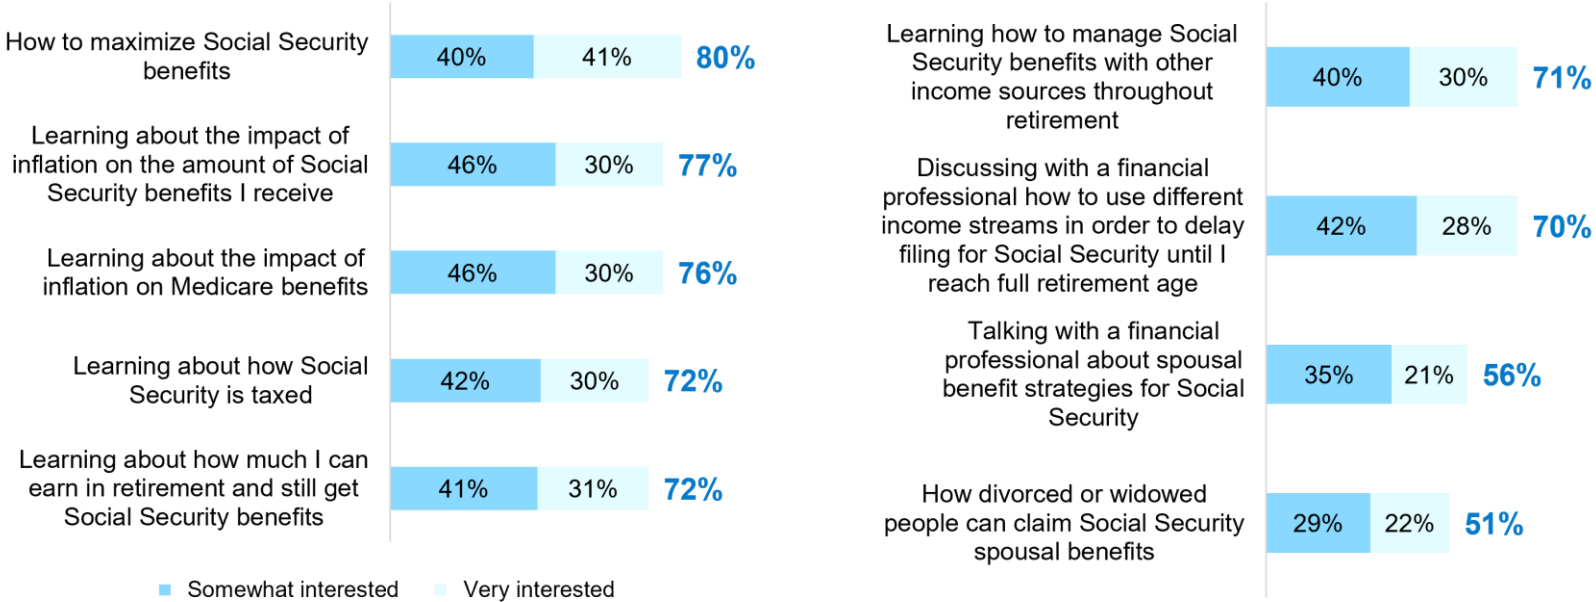 How to maximize Social Security
benefits
40% 41% 80%
Learning about the impact of
inflation on the amount of Social
Security benefits I receive
46% 30% 77%
Learning about the impact of
inflation on Medicare benefits
46% 30% 76%
Learning about how Social
Security is taxed
42% 30% 72%
Learning about how much I can
earn in retirement and still get
Social Security benefits
41% 31% 72%
Somewhat interested Very interested
Learning how to manage Social
Security benefits with other
income sources throughout
retirement
40% 30% 71%
Discussing with a financial
professional how to use different
income streams in order to delay
filing for Social Security until I
reach full retirement age
42% 28% 70%
Talking with a financial
professional about spousal
benefit strategies for Social
Security
35% 21% 56%
How divorced or widowed
people can claim Social Security
spousal benefits
29% 22% 51%